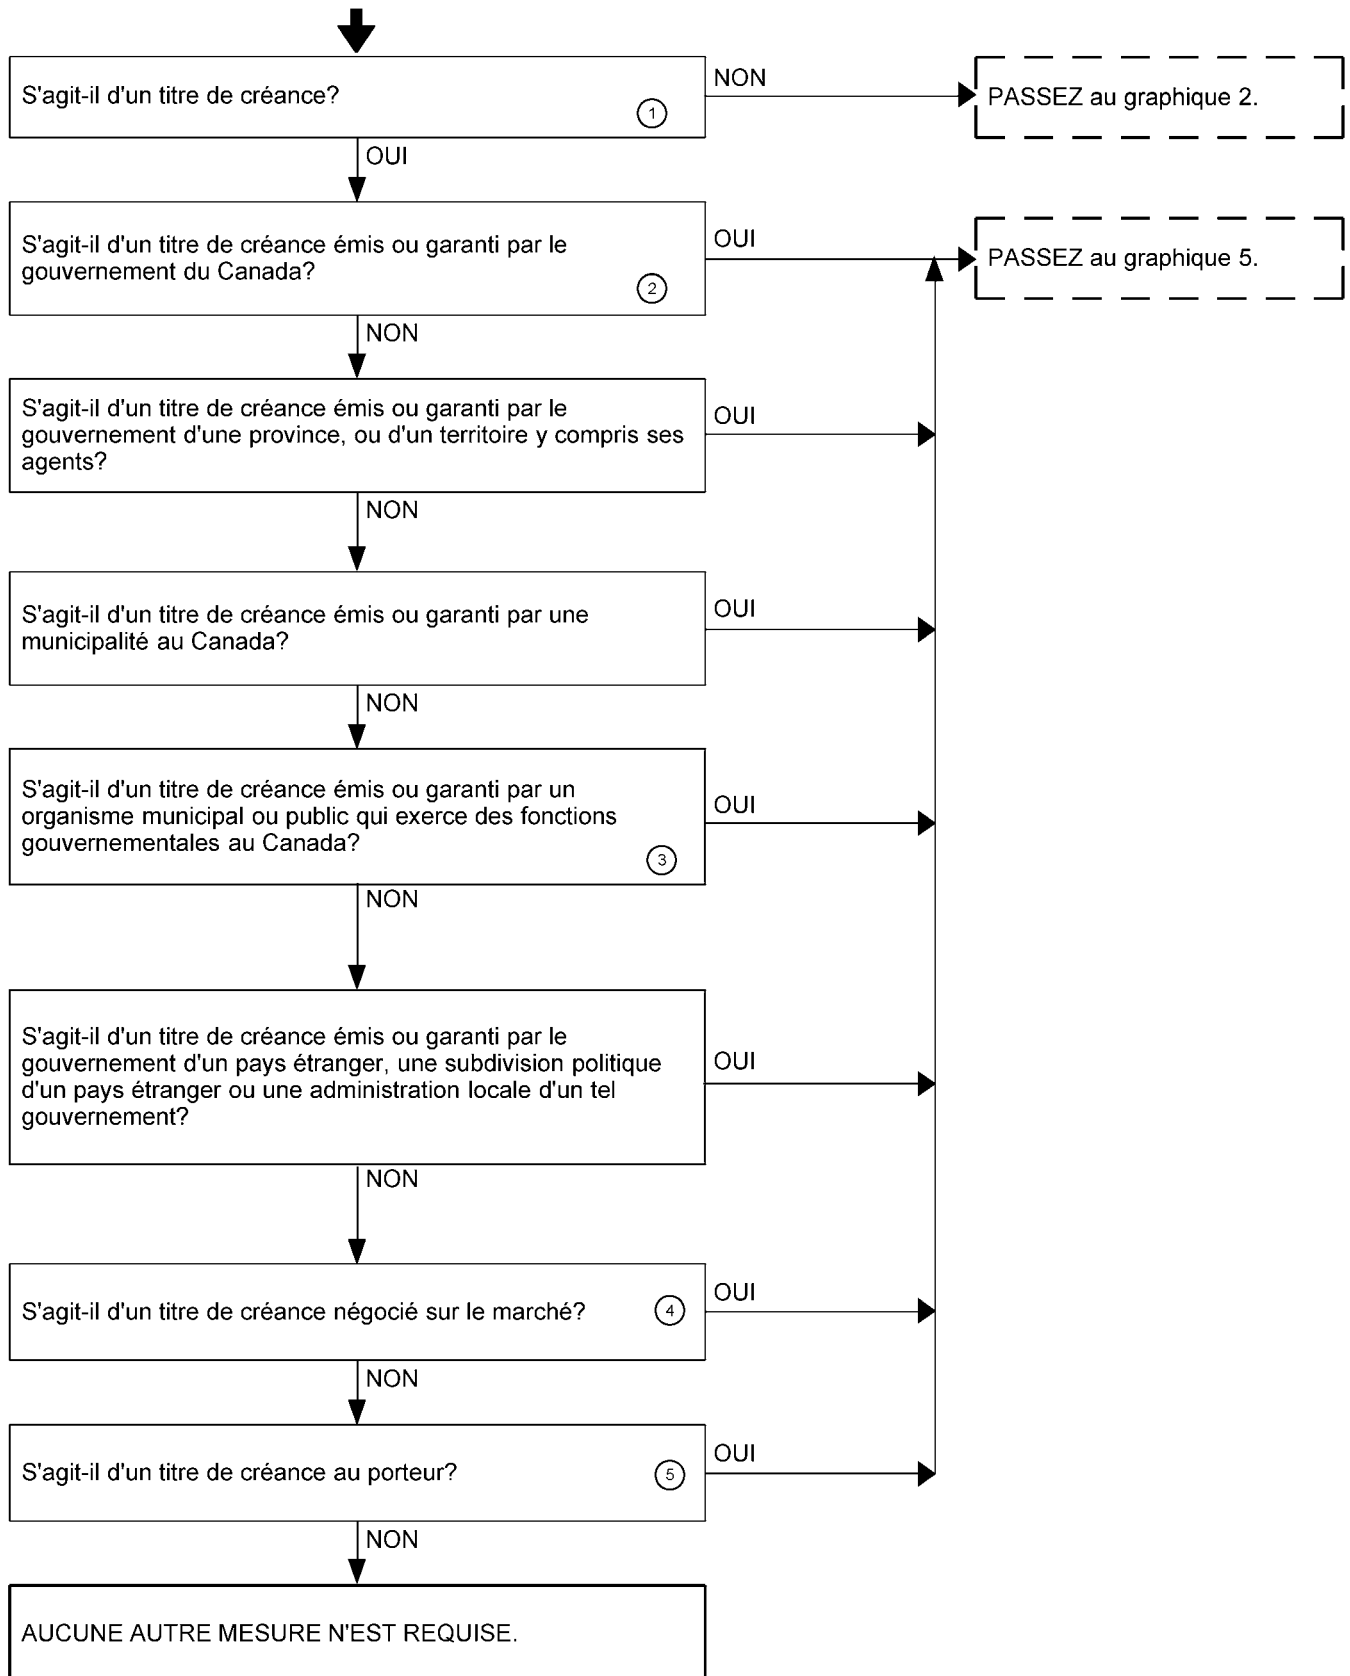 S'agit-il d'un titre de créance?
1
NON
PASSEZ au graphique 2.
OUI
S'agit-il d'un titre de créance émis ou garanti par le
gouvernement du Canada?
2
OUI
PASSEZ au graphique 5.
NON
S'agit-il d'un titre de créance émis ou garanti par le
gouvernement d'une province, ou d'un territoire y compris ses
agents?
OUI
NON
S'agit-il d'un titre de créance émis ou garanti par une
municipalité au Canada?
OUI
NON
S'agit-il d'un titre de créance émis ou garanti par un
organisme municipal ou public qui exerce des fonctions
gouvernementales au Canada?
3
OUI
NON
S'agit-il d'un titre de créance émis ou garanti par le
gouvernement d'un pays étranger, une subdivision politique
d'un pays étranger ou une administration locale d'un tel
gouvernement?
OUI
NON
S'agit-il d'un titre de créance négocié sur le marché?
4
OUI
NON
S'agit-il d'un titre de créance au porteur?
5
OUI
NON
AUCUNE AUTRE MESURE N'EST REQUISE.